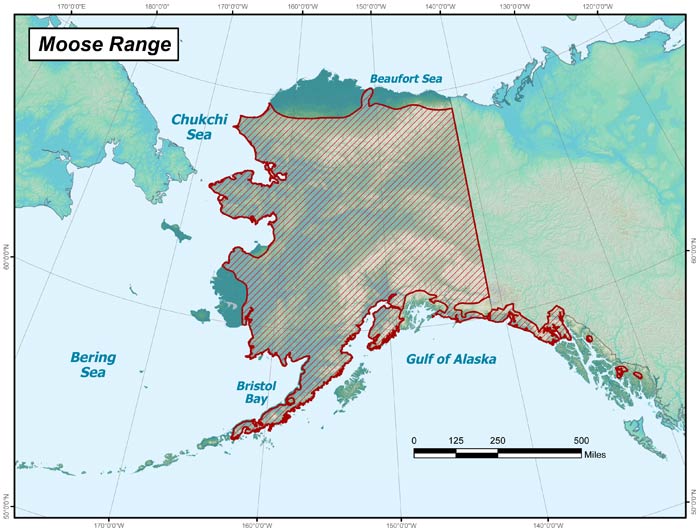 170°0'0"E
180°0'0"
170°0'0"W
160°0'0"W
150°0'0"W
140°0'0"W
130°0'0"W
120°0'0"W
Moose Range
Beaufort Sea
Chukchi
Sea
60°0'0"N
60°0'0"N
Bering
Sea
Gulf of Alaska
Bristol
Bay
0 125 250 500
Miles
50°0'0"N
50°0'0"N
170°0'0"W
160°0'0"W
150°0'0"W
140°0'0"W